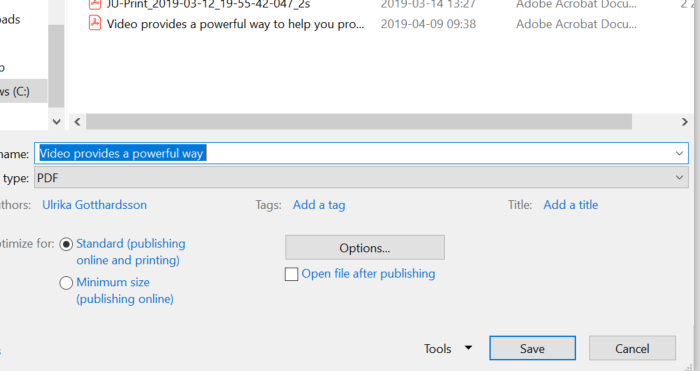 JU-Print_2019-03-12_19-55-42-047_2s 2019-03-14 13:27 Adobe Acrobat Docu... 2 2
Video provides a powerful way to help you pro... 2019-04-09 09:38 Adobe Acrobat Docu...
oads
ws (C:)
name: Video provides a powerful way
type: PDF
thors: Ulrika Gotthardsson Tags: Add a tag Title: Add a title
otimize for: Standard (publishing
online and printing)
Minimum size
(publishing online)
Options...
Open file after publishing
Tools Save Cancel